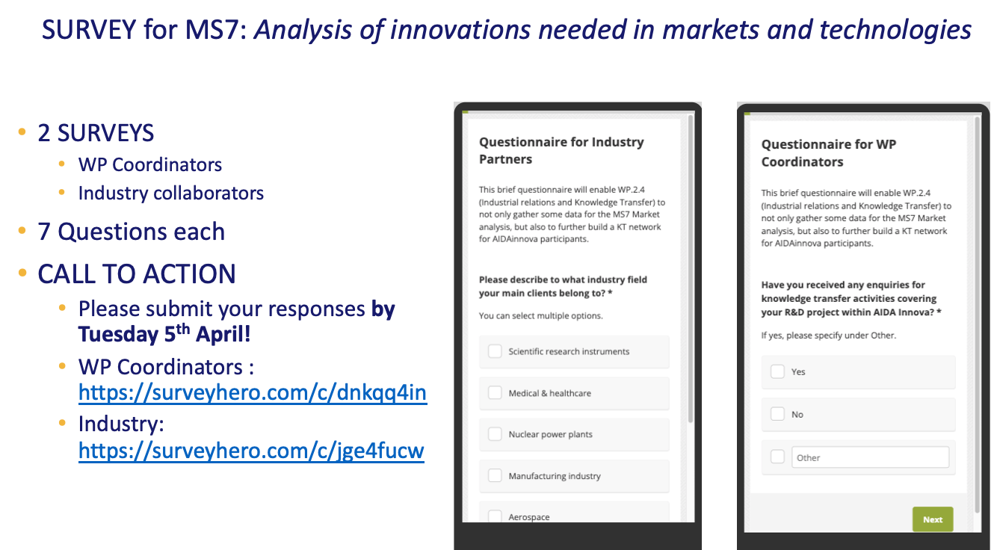 SURVEY for MS7: Analysis of innovations needed in markets and technologies
• 2 SURVEYS
• WP Coordinators
• Industry collaborators
• 7 Questions each
• CALL TO ACTION
• Please submit your responses by
Tuesday 5th April!
• WP Coordinators :
https://surveyhero.com/c/dnkqq4in
• Industry:
https://surveyhero.com/c/jge4fucw
Questionnaire for Industry
Partners
This brief questionnaire will enable WP.2.4
(Industrial relations and Knowledge Transfer) to
not only gather some data for the MS7 Market
analysis, but also to further build a KT network
for AIDAinnova participants.
Please describe to what industry field
your main clients belong to? *
You can select multiple options.
Scientific research instruments
Medical & healthcare
Nuclear power plants
Manufacturing industry
Aerospace
Questionnaire for WP
Coordinators
This brief questionnaire will enable WP.2.4
(Industrial relations and Knowledge Transfer) to
not only gather some data for the MS7 Market
analysis, but also to further build a KT network
for AIDAinnova participants.
Have you received any enquiries for
knowledge transfer activities covering
your R&D project within AIDA Innova? *
If yes, please specify under Other.
Yes
No
Other
Next